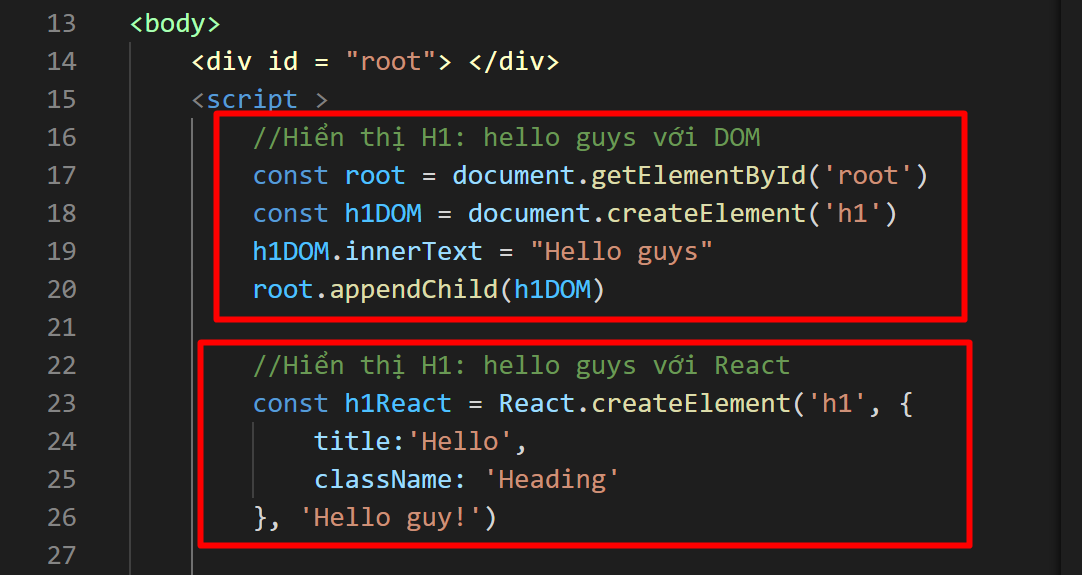 13 <body>
14 <div id = "root"> </div>
15 <script >
16 //Hiển thị H1: hello guys với DOM
17 const root = document.getElementById('root')
18 const h1DOM = document.createElement('h1')
19 h1DOM.innerText = "Hello guys"
20 root.appendChild(h1DOM)
21
22 //Hiển thị H1: hello guys với React
23 const h1React = React.createElement('h1', {
24 title:'Hello',
25 className: 'Heading'
26 }, 'Hello guy!')
27